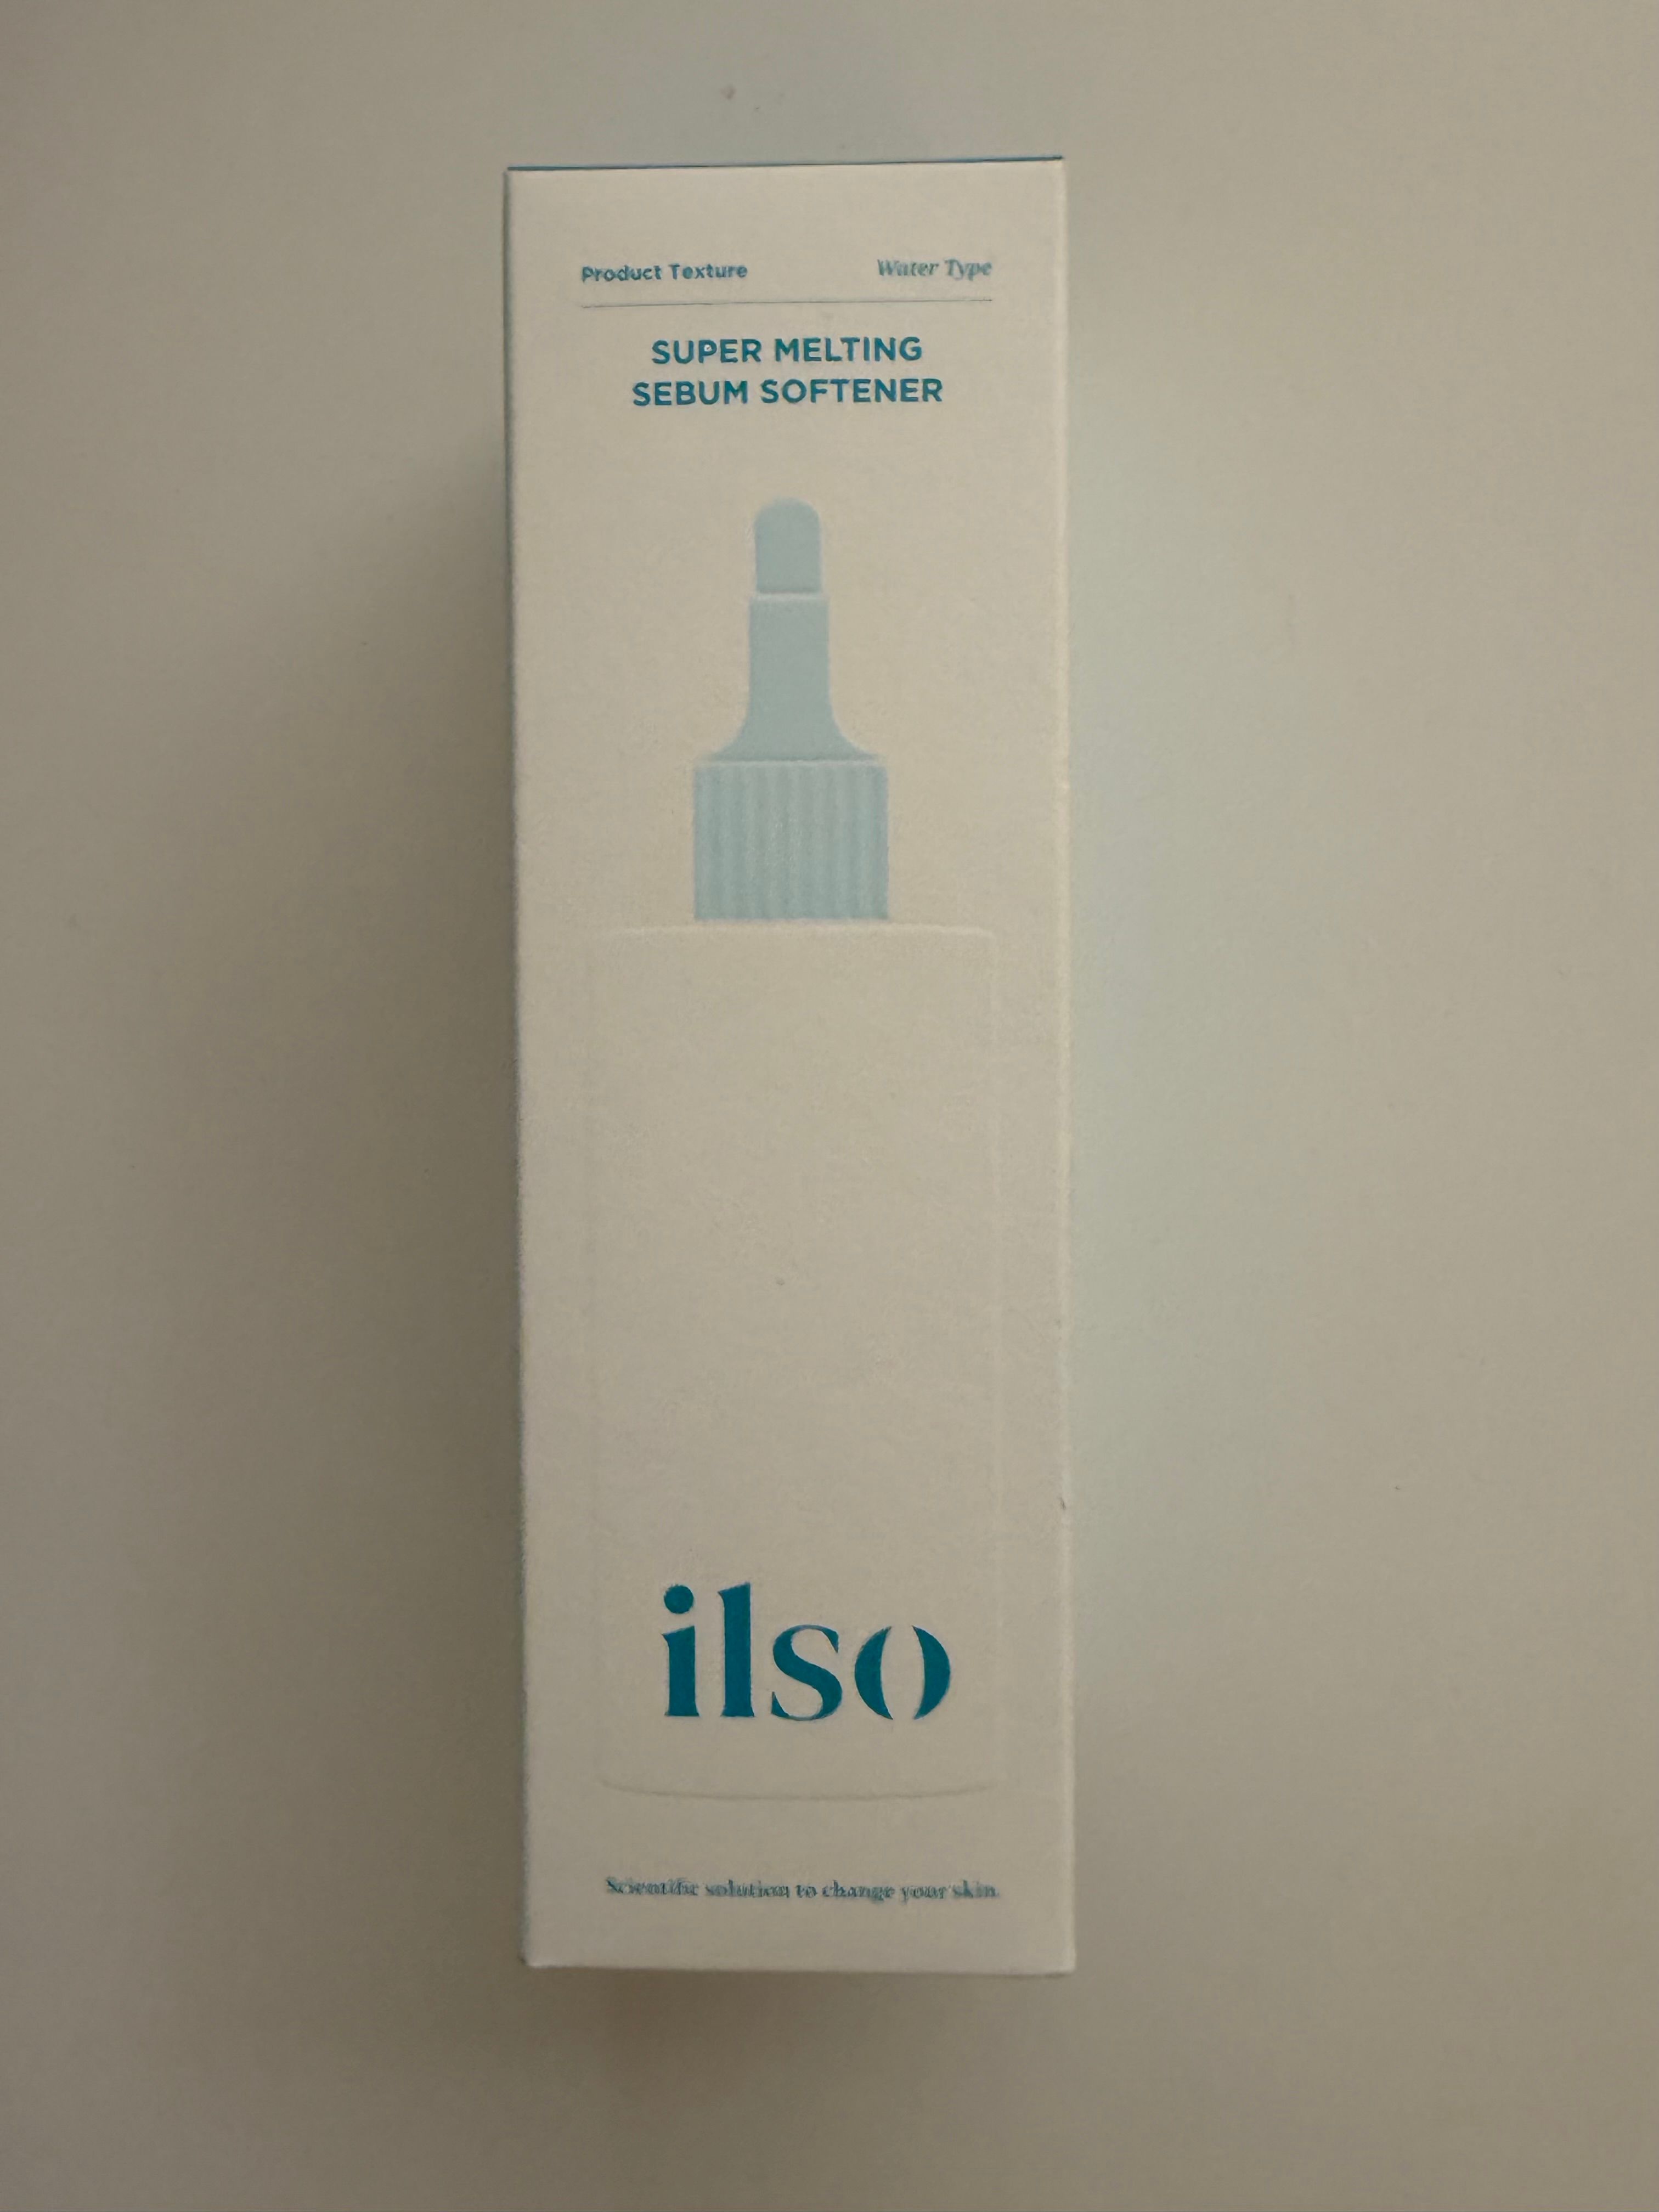 Product Texture Water Type
SUPER MELTING
SEBUM SOFTENER
ilso
Scientific solution to change your skin.